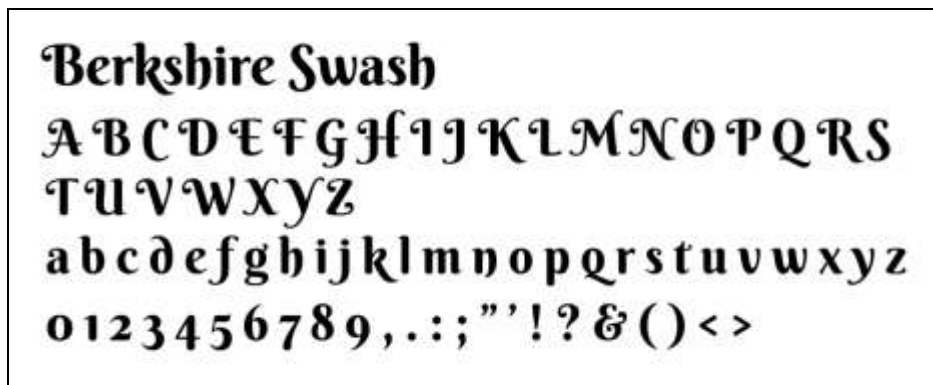 Berkshire Swash
A B C D E F G H I J K L M N O P Q R S
T U V W X Y Z
a b c d e f g h i j k l m n o p q r s t u v w x y z
0 1 2 3 4 5 6 7 8 9 , . : ; ” ’ ! ? & ( ) < >